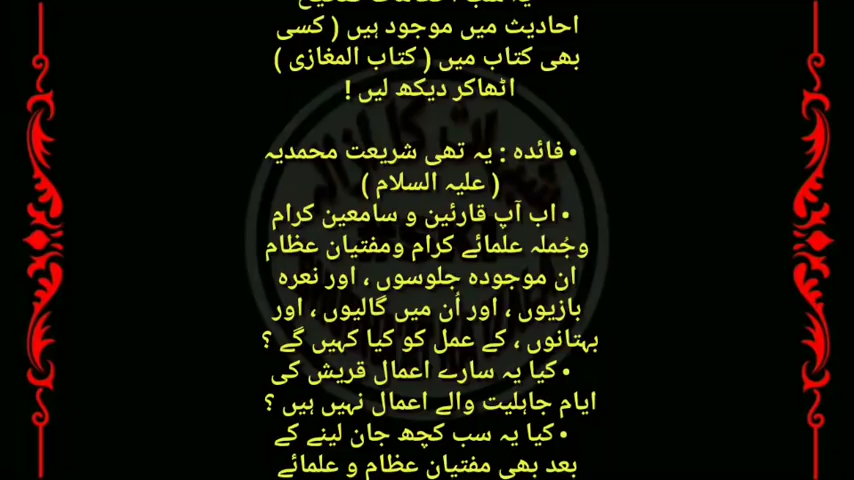 احادیث میں موجود ہیں ( کسی
بھی کتاب میں ( کتاب المغازی )
اٹھاکر دیکھ لیں !
• فائدہ : یہ تھی شریعت محمدیہ
( علیہ السلام )
• اب آپ قارئین و سامعین کرام
وجُملہ علمائے کرام ومفتیان عظام
ان موجودہ جلوسوں ، اور نعرہ
بازیوں ، اور اُن میں گالیوں ، اور
بہتانوں ، کے عمل کو کیا کہیں گے ؟
• کیا یہ سارے اعمال قریش کی
ایام جاہلیت والے اعمال نہیں ہیں ؟
• کیا یہ سب کچھ جان لینے کے
بعد بھی مفتیان عظام و علمائے